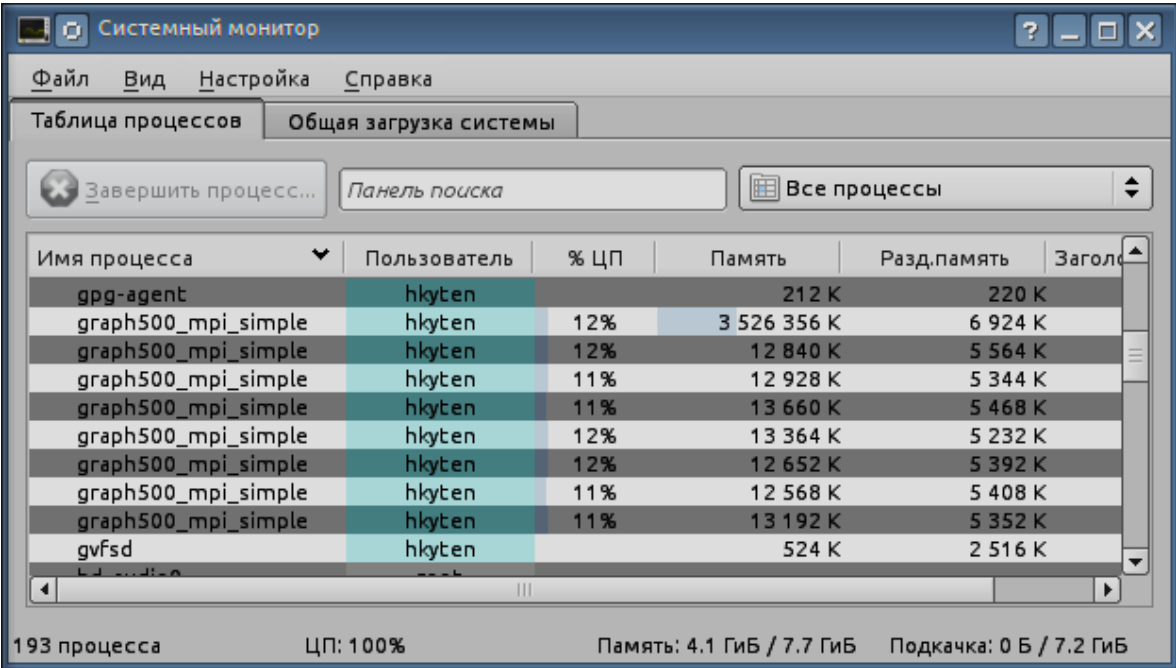 Системный монитор
Файл Вид Настройка Справка
Таблица процессов Общая загрузка системы
Завершить процесс... Панель поиска Все процессы
Имя процесса Пользователь % ЦП Память Разд.память Заголо
gpg-agent hkyten 212 K 220 K
graph500_mpi_simple hkyten 12% 3 526 356 K 6 924 K
graph500_mpi_simple hkyten 12% 12 840 K 5 564 K
graph500_mpi_simple hkyten 11% 12 928 K 5 344 K
graph500_mpi_simple hkyten 11% 13 660 K 5 468 K
graph500_mpi_simple hkyten 12% 13 364 K 5 232 K
graph500_mpi_simple hkyten 12% 12 652 K 5 392 K
graph500_mpi_simple hkyten 11% 12 568 K 5 408 K
graph500_mpi_simple hkyten 11% 13 192 K 5 352 K
gvfsd hkyten 524 K 2 516 K
193 процесса ЦП: 100% Память: 4.1 ГиБ / 7.7 ГиБ Подкачка: 0 Б / 7.2 ГиБ